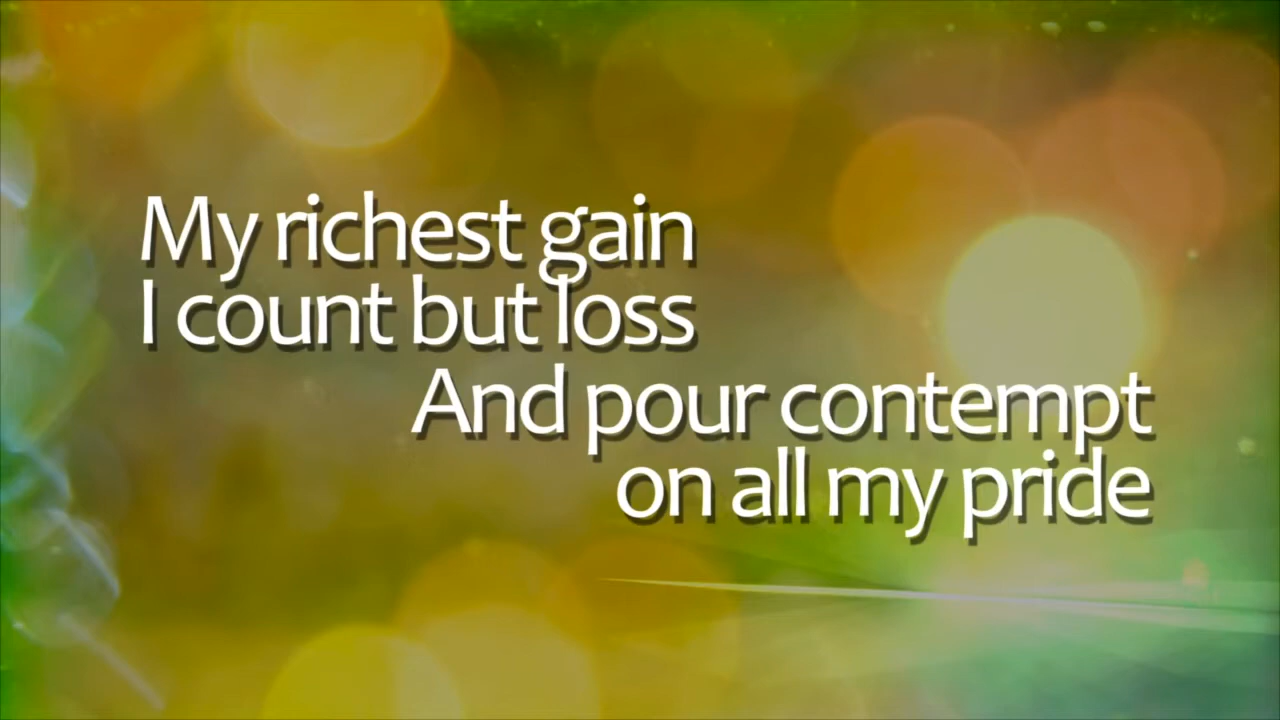 My richest gain
I count but loss
And pour contempt
on all my pride